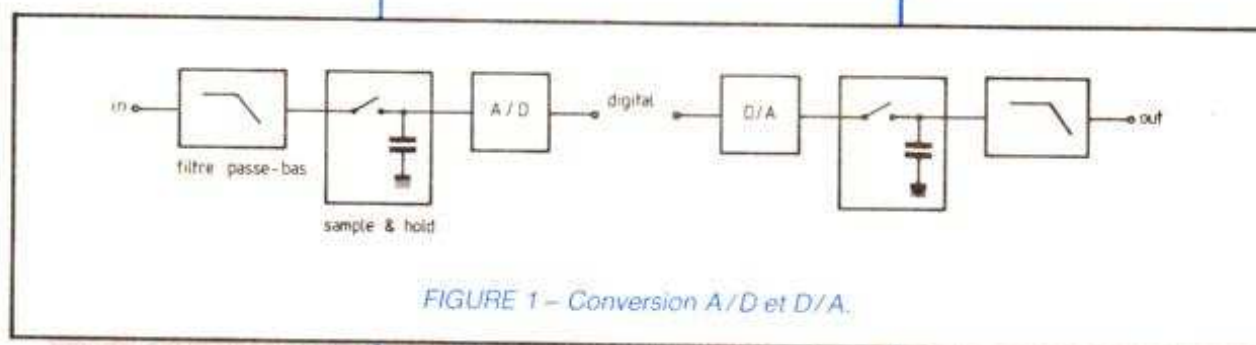 in
filtre passe-bas
sample & hold
A/D
digital
D/A
out
FIGURE 1 – Conversion A/D et D/A.